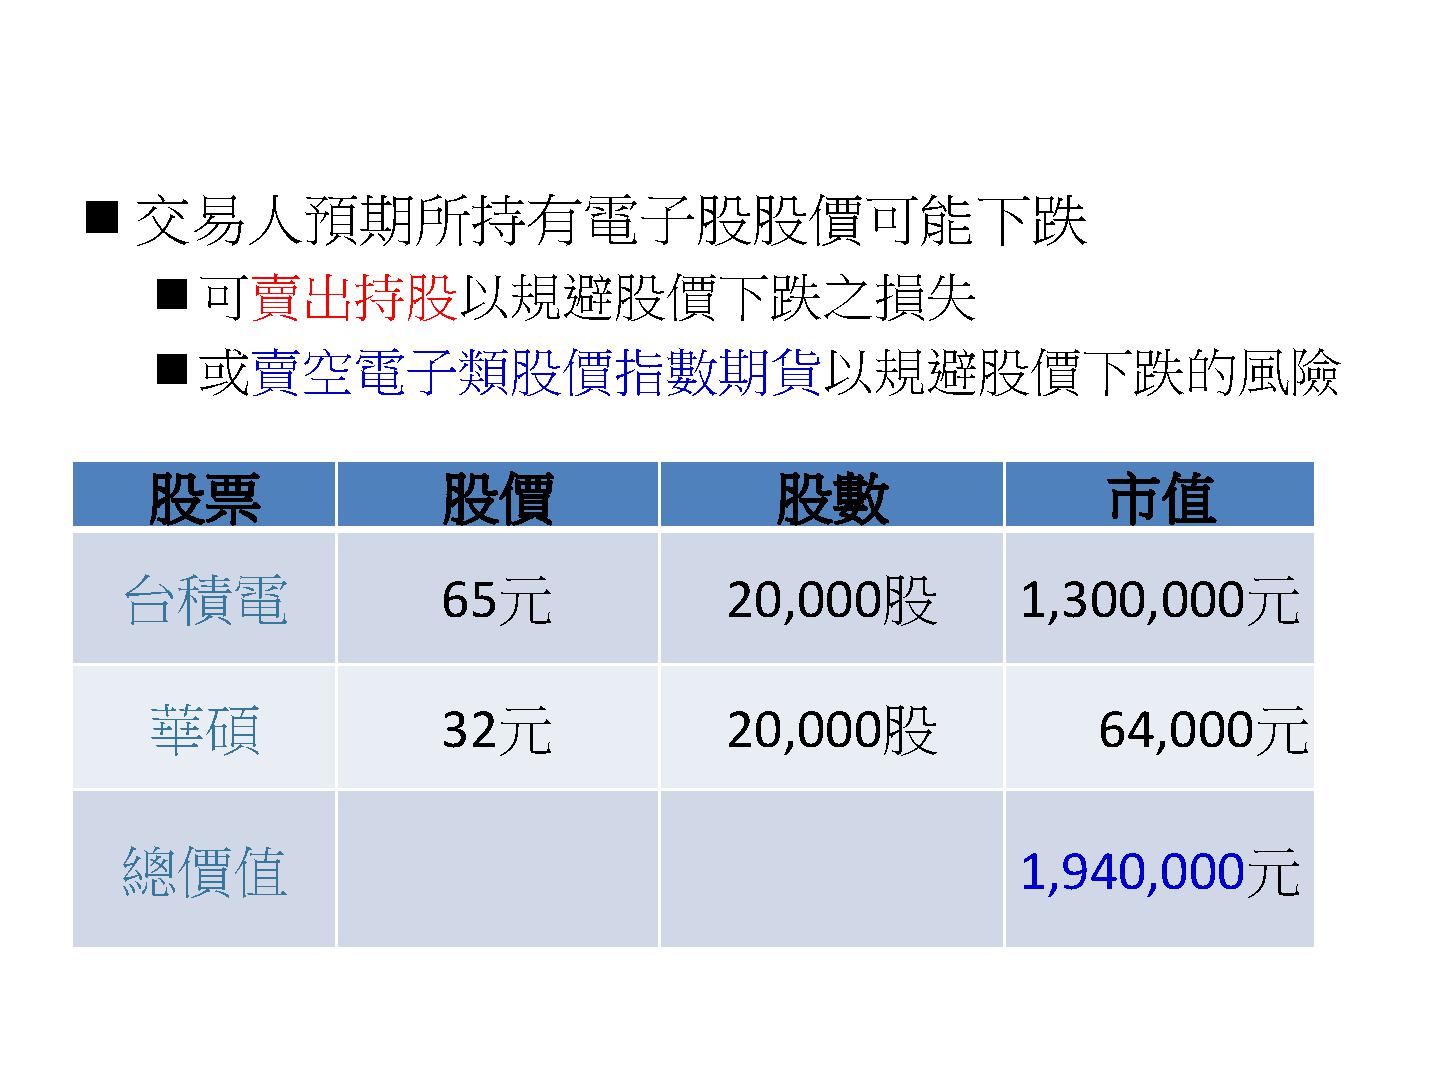 ■ 交易人預期所持有電子股股價可能下跌
■ 可賣出持股以規避股價下跌之損失
■ 或賣空電子類股價指數期貨以規避股價下跌的風險
股票 股價 股數 市值
台積電 65元 20,000股 1,300,000元
華碩 32元 20,000股 64,000元
總價值 1,940,000元